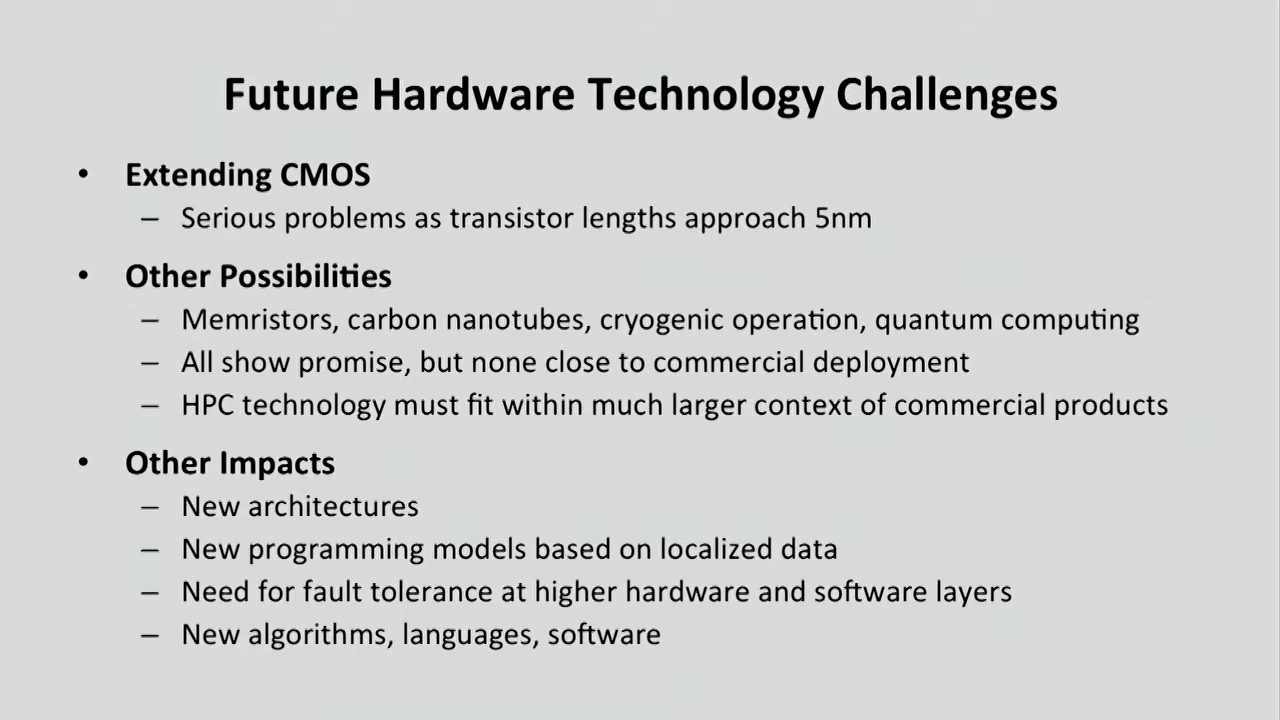 Future Hardware Technology Challenges
• Extending CMOS
– Serious problems as transistor lengths approach 5nm
• Other Possibilities
– Memristors, carbon nanotubes, cryogenic operation, quantum computing
– All show promise, but none close to commercial deployment
– HPC technology must fit within much larger context of commercial products
• Other Impacts
– New architectures
– New programming models based on localized data
– Need for fault tolerance at higher hardware and software layers
– New algorithms, languages, software